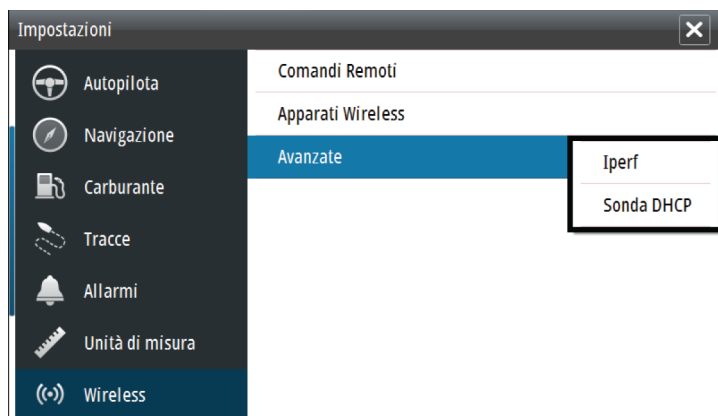 Impostazioni
Autopilota
Navigazione
Carburante
Tracce
Allarmi
Unità di misura
Wireless
Comandi Remoti
Apparati Wireless
Avanzate
Iperf
Sonda DHCP